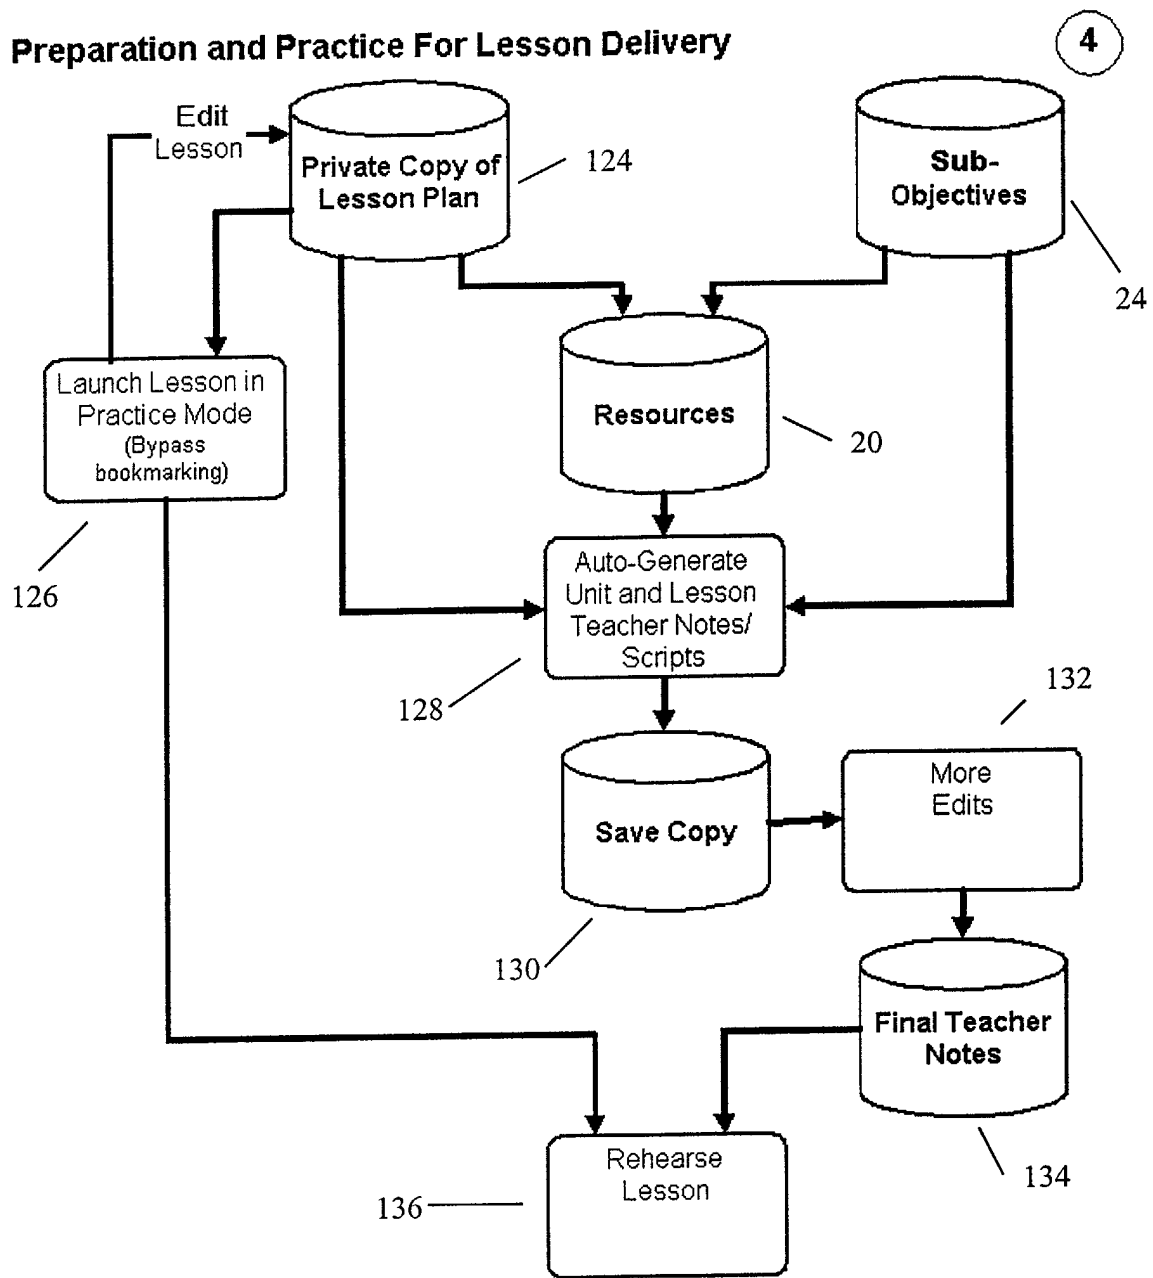 Preparation and Practice For Lesson Delivery
4
Edit
Lesson
Private Copy of
Lesson Plan
124
Sub-
Objectives
24
Launch Lesson in
Practice Mode
(Bypass
bookmarking)
126
Resources
20
Auto-Generate
Unit and Lesson
Teacher Notes/
Scripts
128
132
More
Edits
Save Copy
130
Final Teacher
Notes
134
Rehearse
Lesson
136